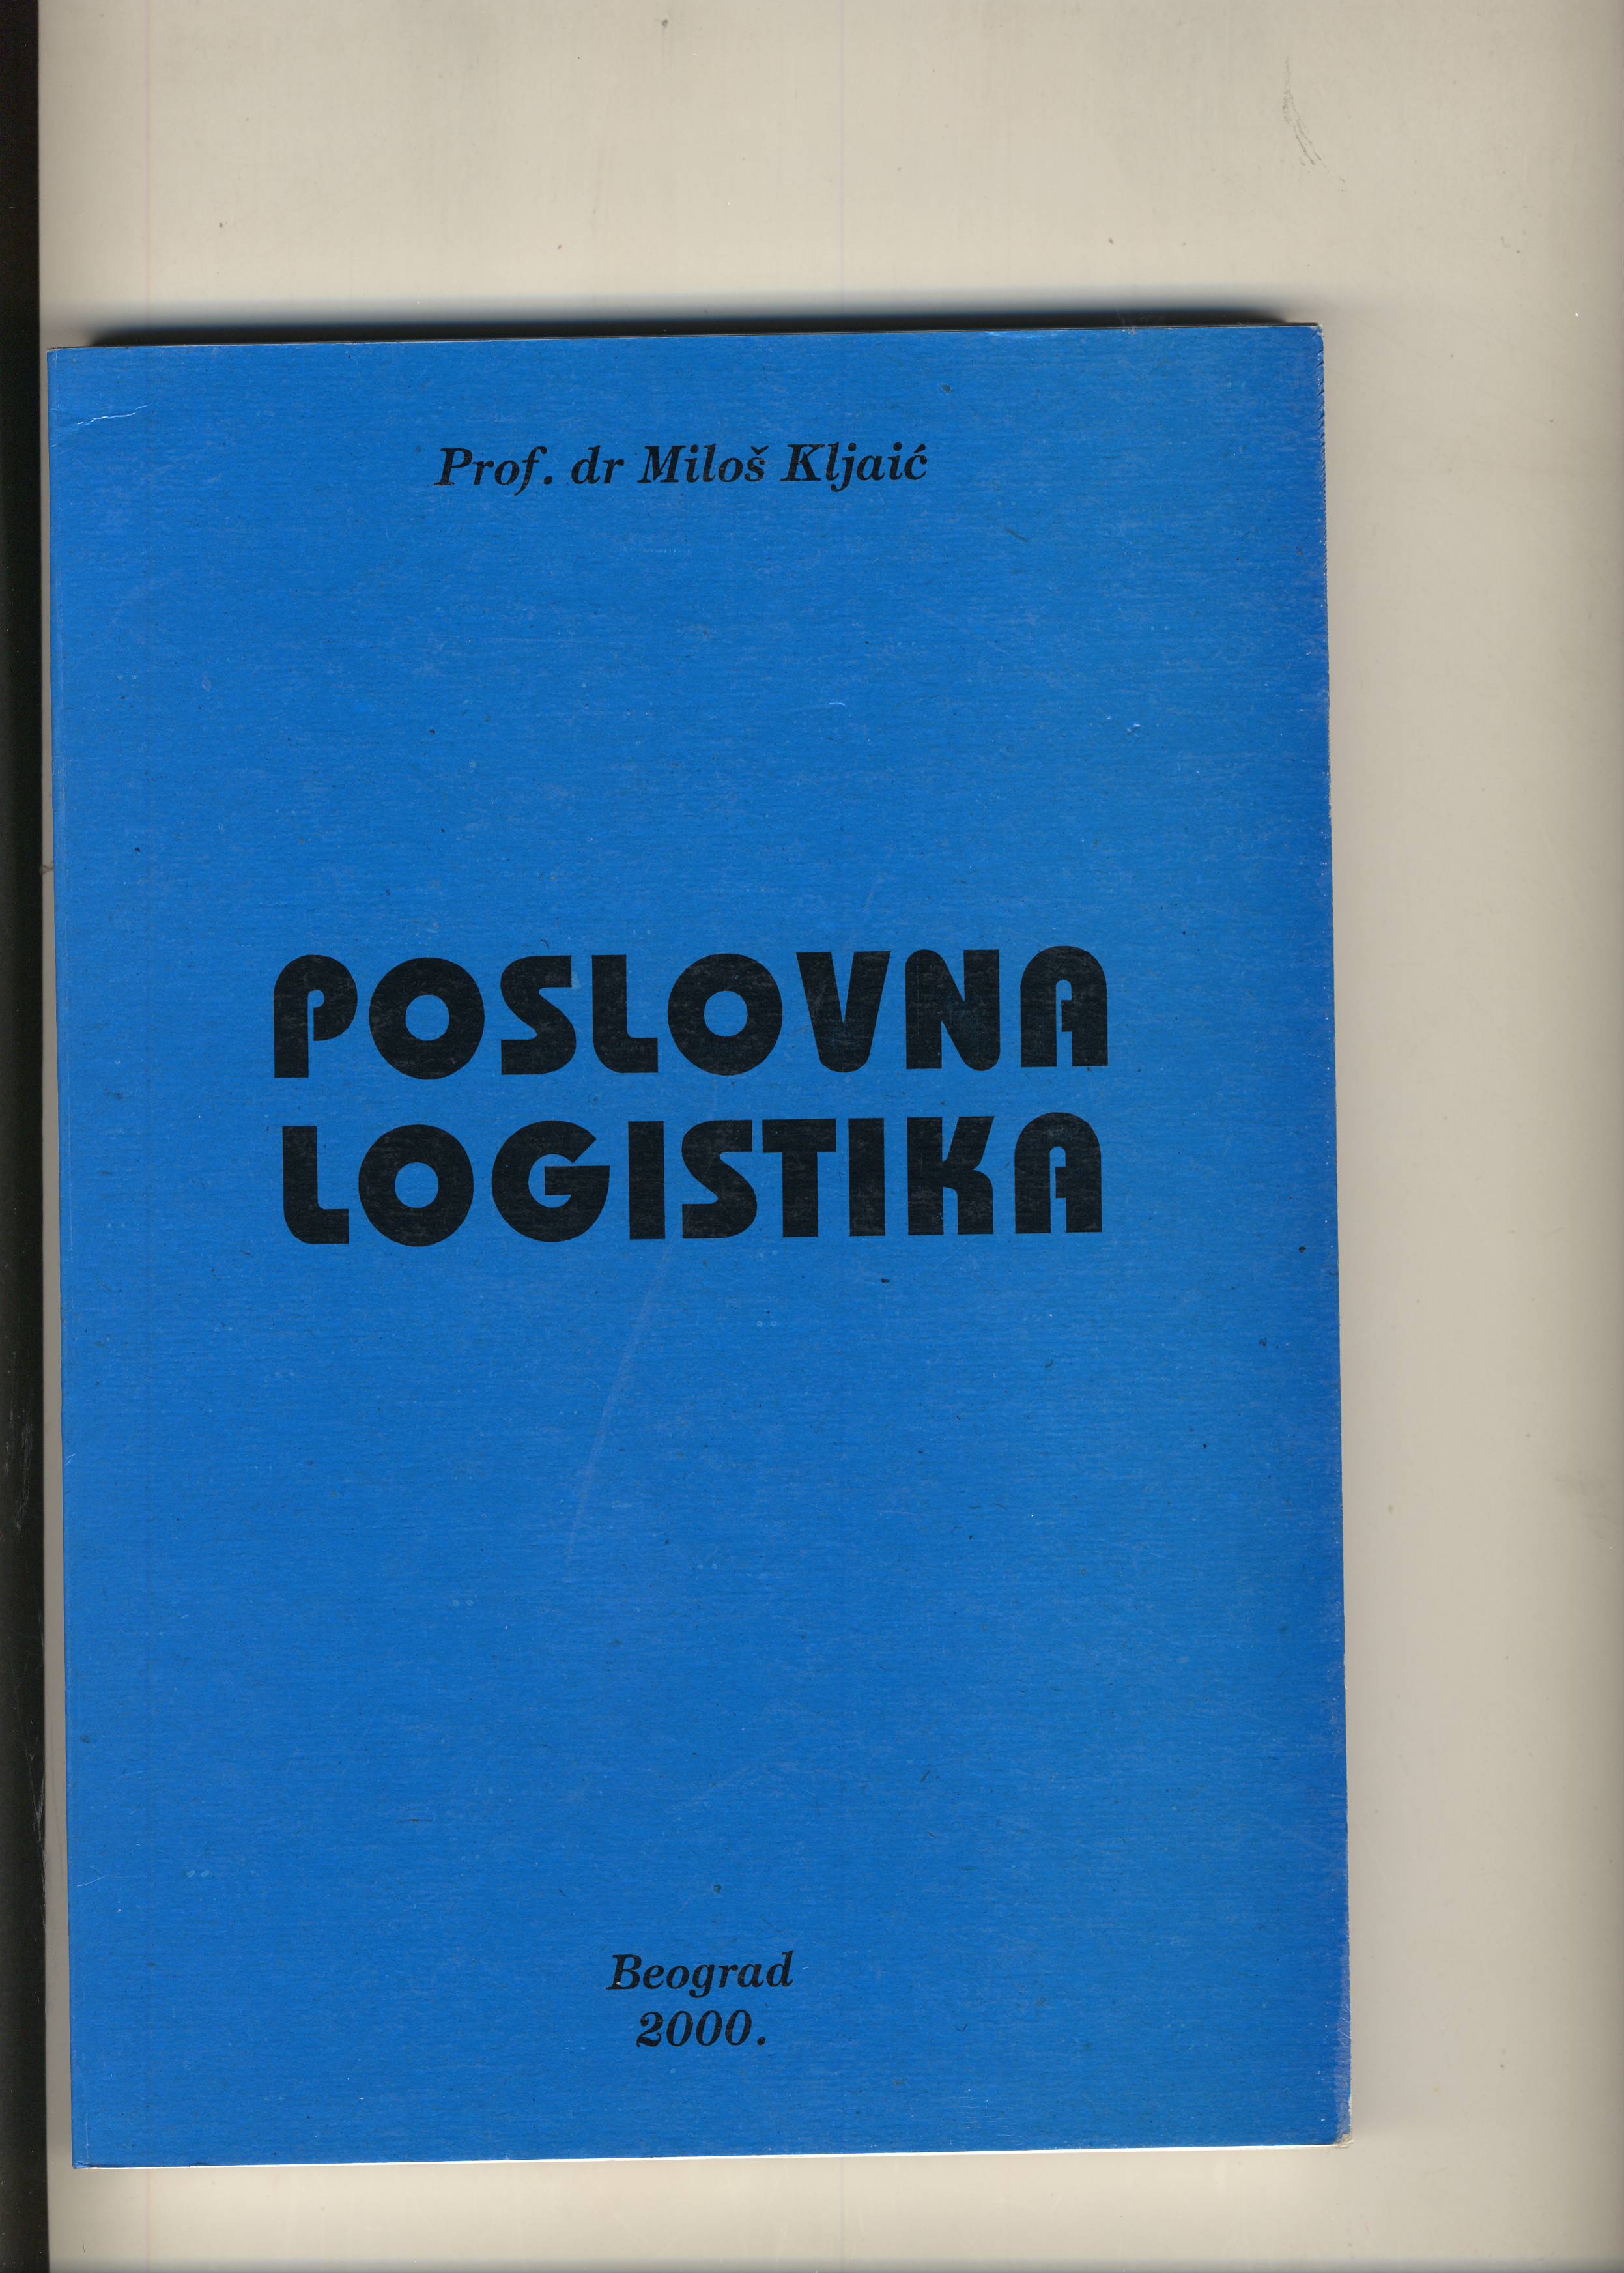 Prof. dr Miloš Kljaić
POSLOVNA
LOGISTIKA
Beograd
2000.